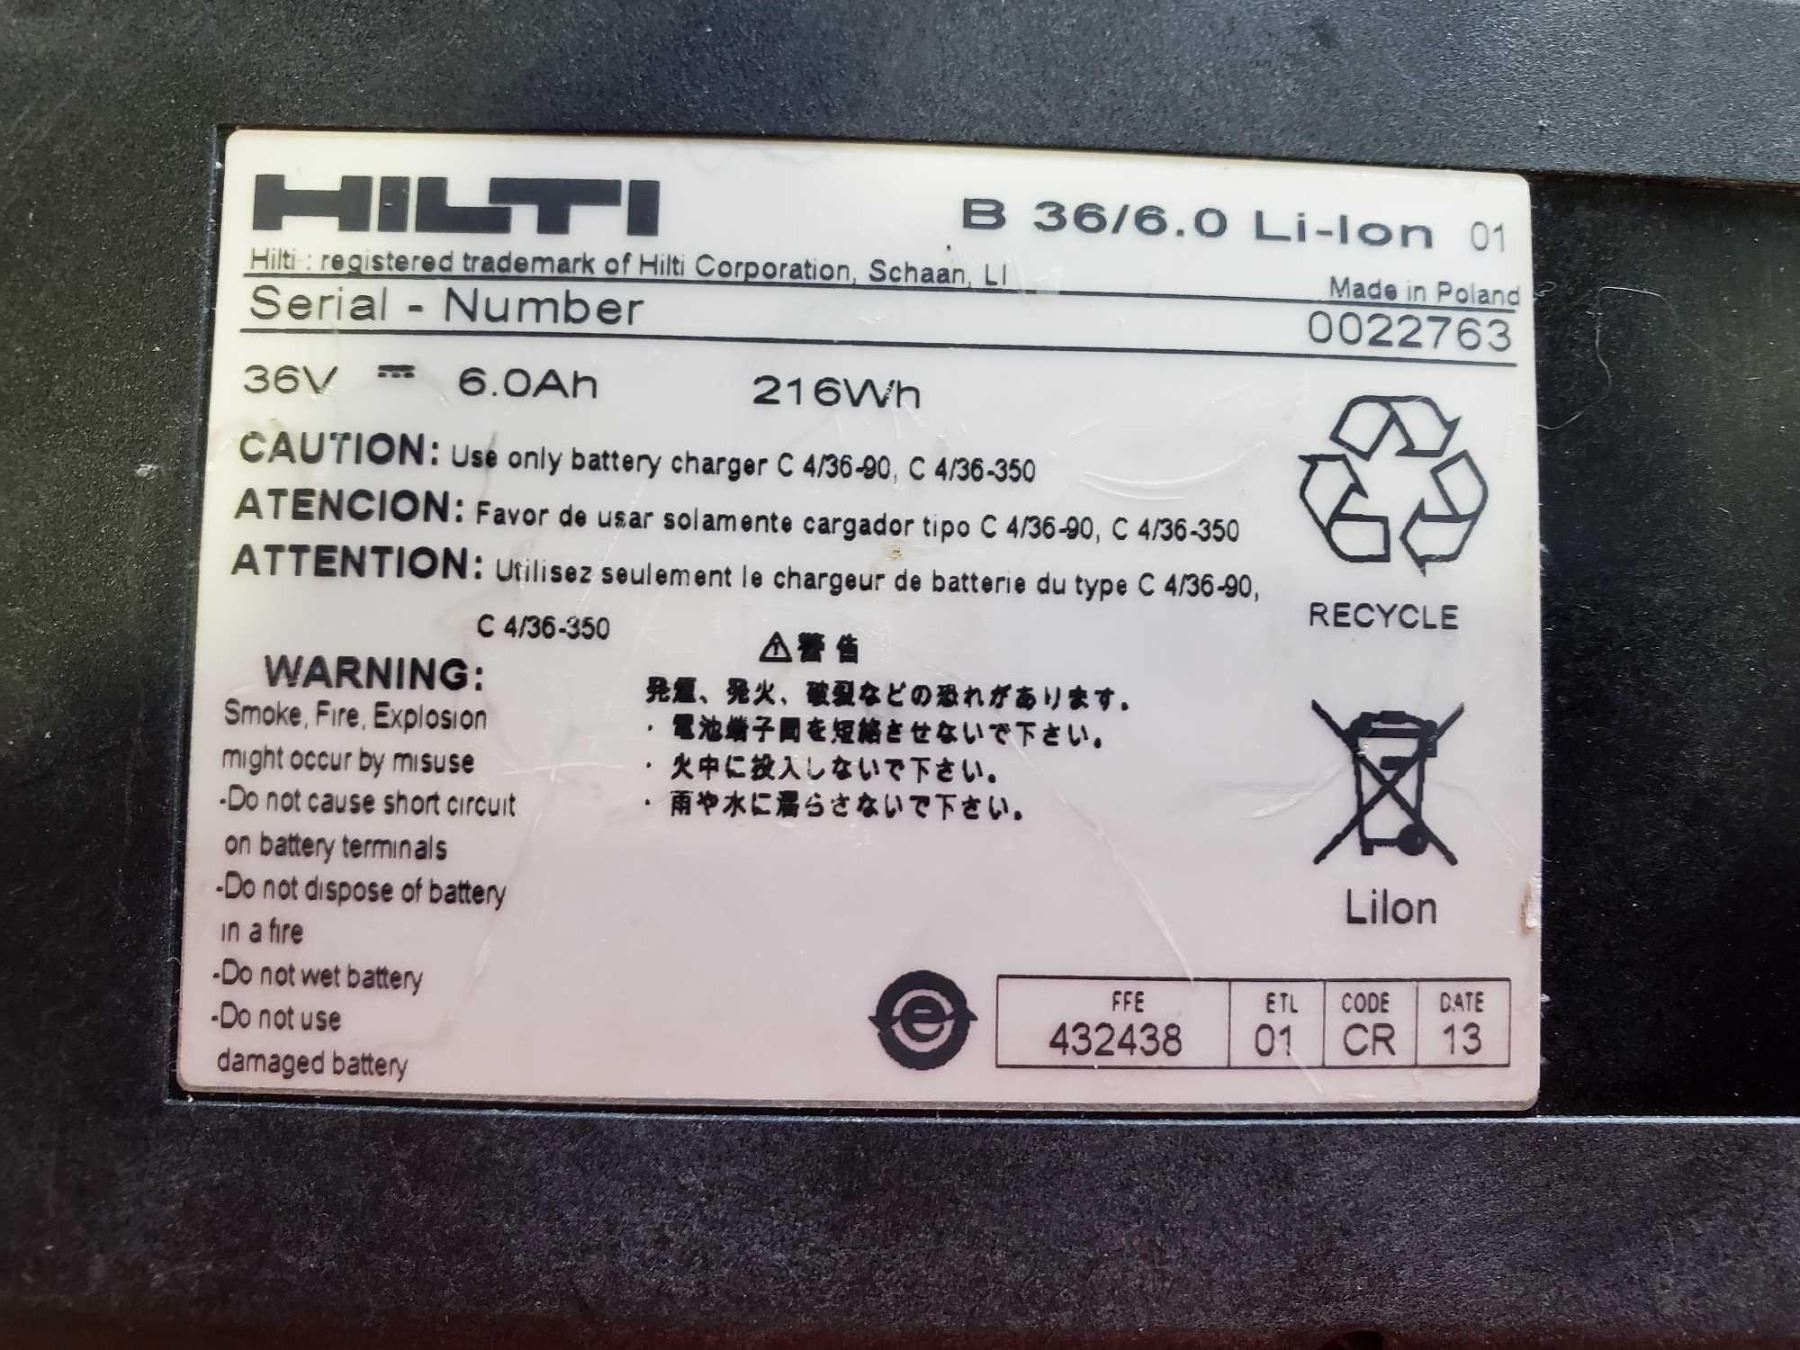 HILTI
B 36/6.0 Li-Ion 01
Hilti : registered trademark of Hilti Corporation, Schaan, LI
Made in Poland
Serial - Number 0022763
36V ⎓ 6.0Ah 216Wh
CAUTION: Use only battery charger C 4/36-90, C 4/36-350
ATENCION: Favor de usar solamente cargador tipo C 4/36-90, C 4/36-350
ATTENTION: Utilisez seulement le chargeur de batterie du type C 4/36-90,
C 4/36-350
RECYCLE
WARNING:
Smoke, Fire, Explosion
might occur by misuse
-Do not cause short circuit
on battery terminals
-Do not dispose of battery
in a fire
-Do not wet battery
-Do not use
damaged battery
⚠警告
発煙、発火、破裂などの恐れがあります。
・電池端子間を短絡させないで下さい。
・火中に投入しないで下さい。
・雨や水に濡らさないで下さい。
LiIon
e
FFE ETL CODE DATE
432438 01 CR 13